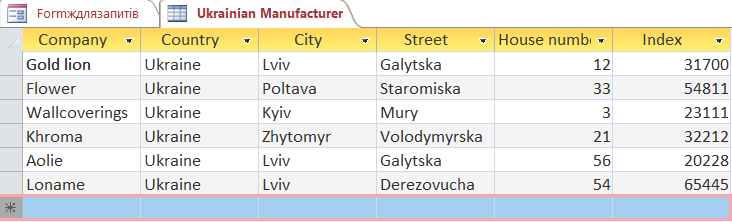 Formждлязапитів Ukrainian Manufacturer
Company Country City Street House numbe Index
Gold lion Ukraine Lviv Galytska 12 31700
Flower Ukraine Poltava Staromiska 33 54811
Wallcoverings Ukraine Kyiv Mury 3 23111
Khroma Ukraine Zhytomyr Volodymyrska 21 32212
Aolie Ukraine Lviv Galytska 56 20228
Loname Ukraine Lviv Derezovucha 54 65445